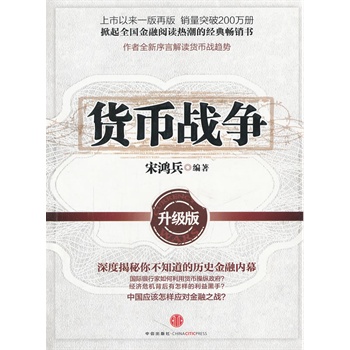 上市以来一版再版 销量突破200万册
掀起全国金融阅读热潮的经典畅销书
作者全新序言解读货币战趋势
货币战争
宋鸿兵◎编著
升级版
深度揭秘你不知道的历史金融内幕
国际银行家如何利用货币操纵政府？
经济危机背后有怎样的利益黑手？
中国应该怎样应对金融之战？
中信出版社·CHINACITICPRESS